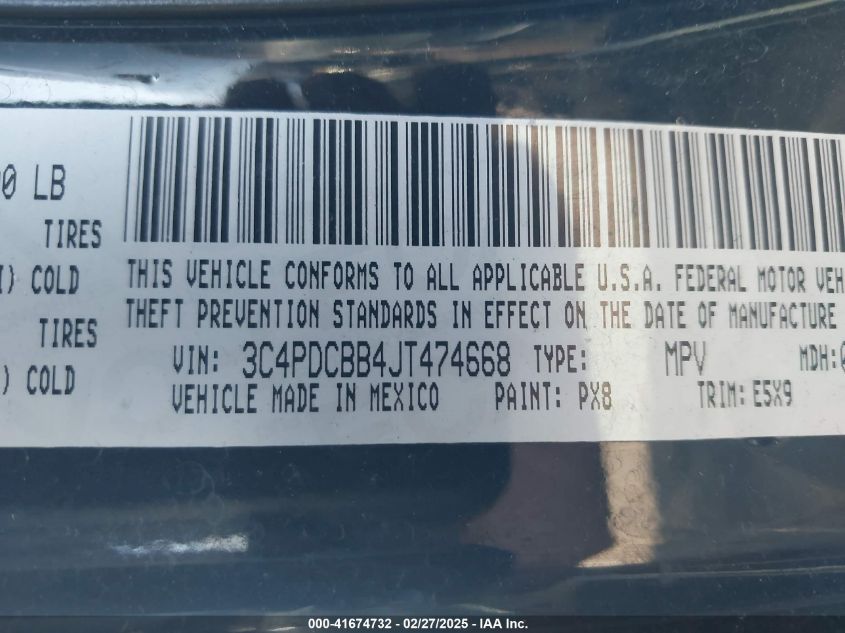 00 LB
TIRES
I) COLD
TIRES
) COLD
THIS VEHICLE CONFORMS TO ALL APPLICABLE U.S.A. FEDERAL MOTOR VEH
THEFT PREVENTION STANDARDS IN EFFECT ON THE DATE OF MANUFACTURE
VIN: 3C4PDCBB4JT474668 TYPE: MPV MDH:0
VEHICLE MADE IN MEXICO PAINT: PX8 TRIM: E5X9
000-41674732 / 02/27/2025 - IAA Inc.